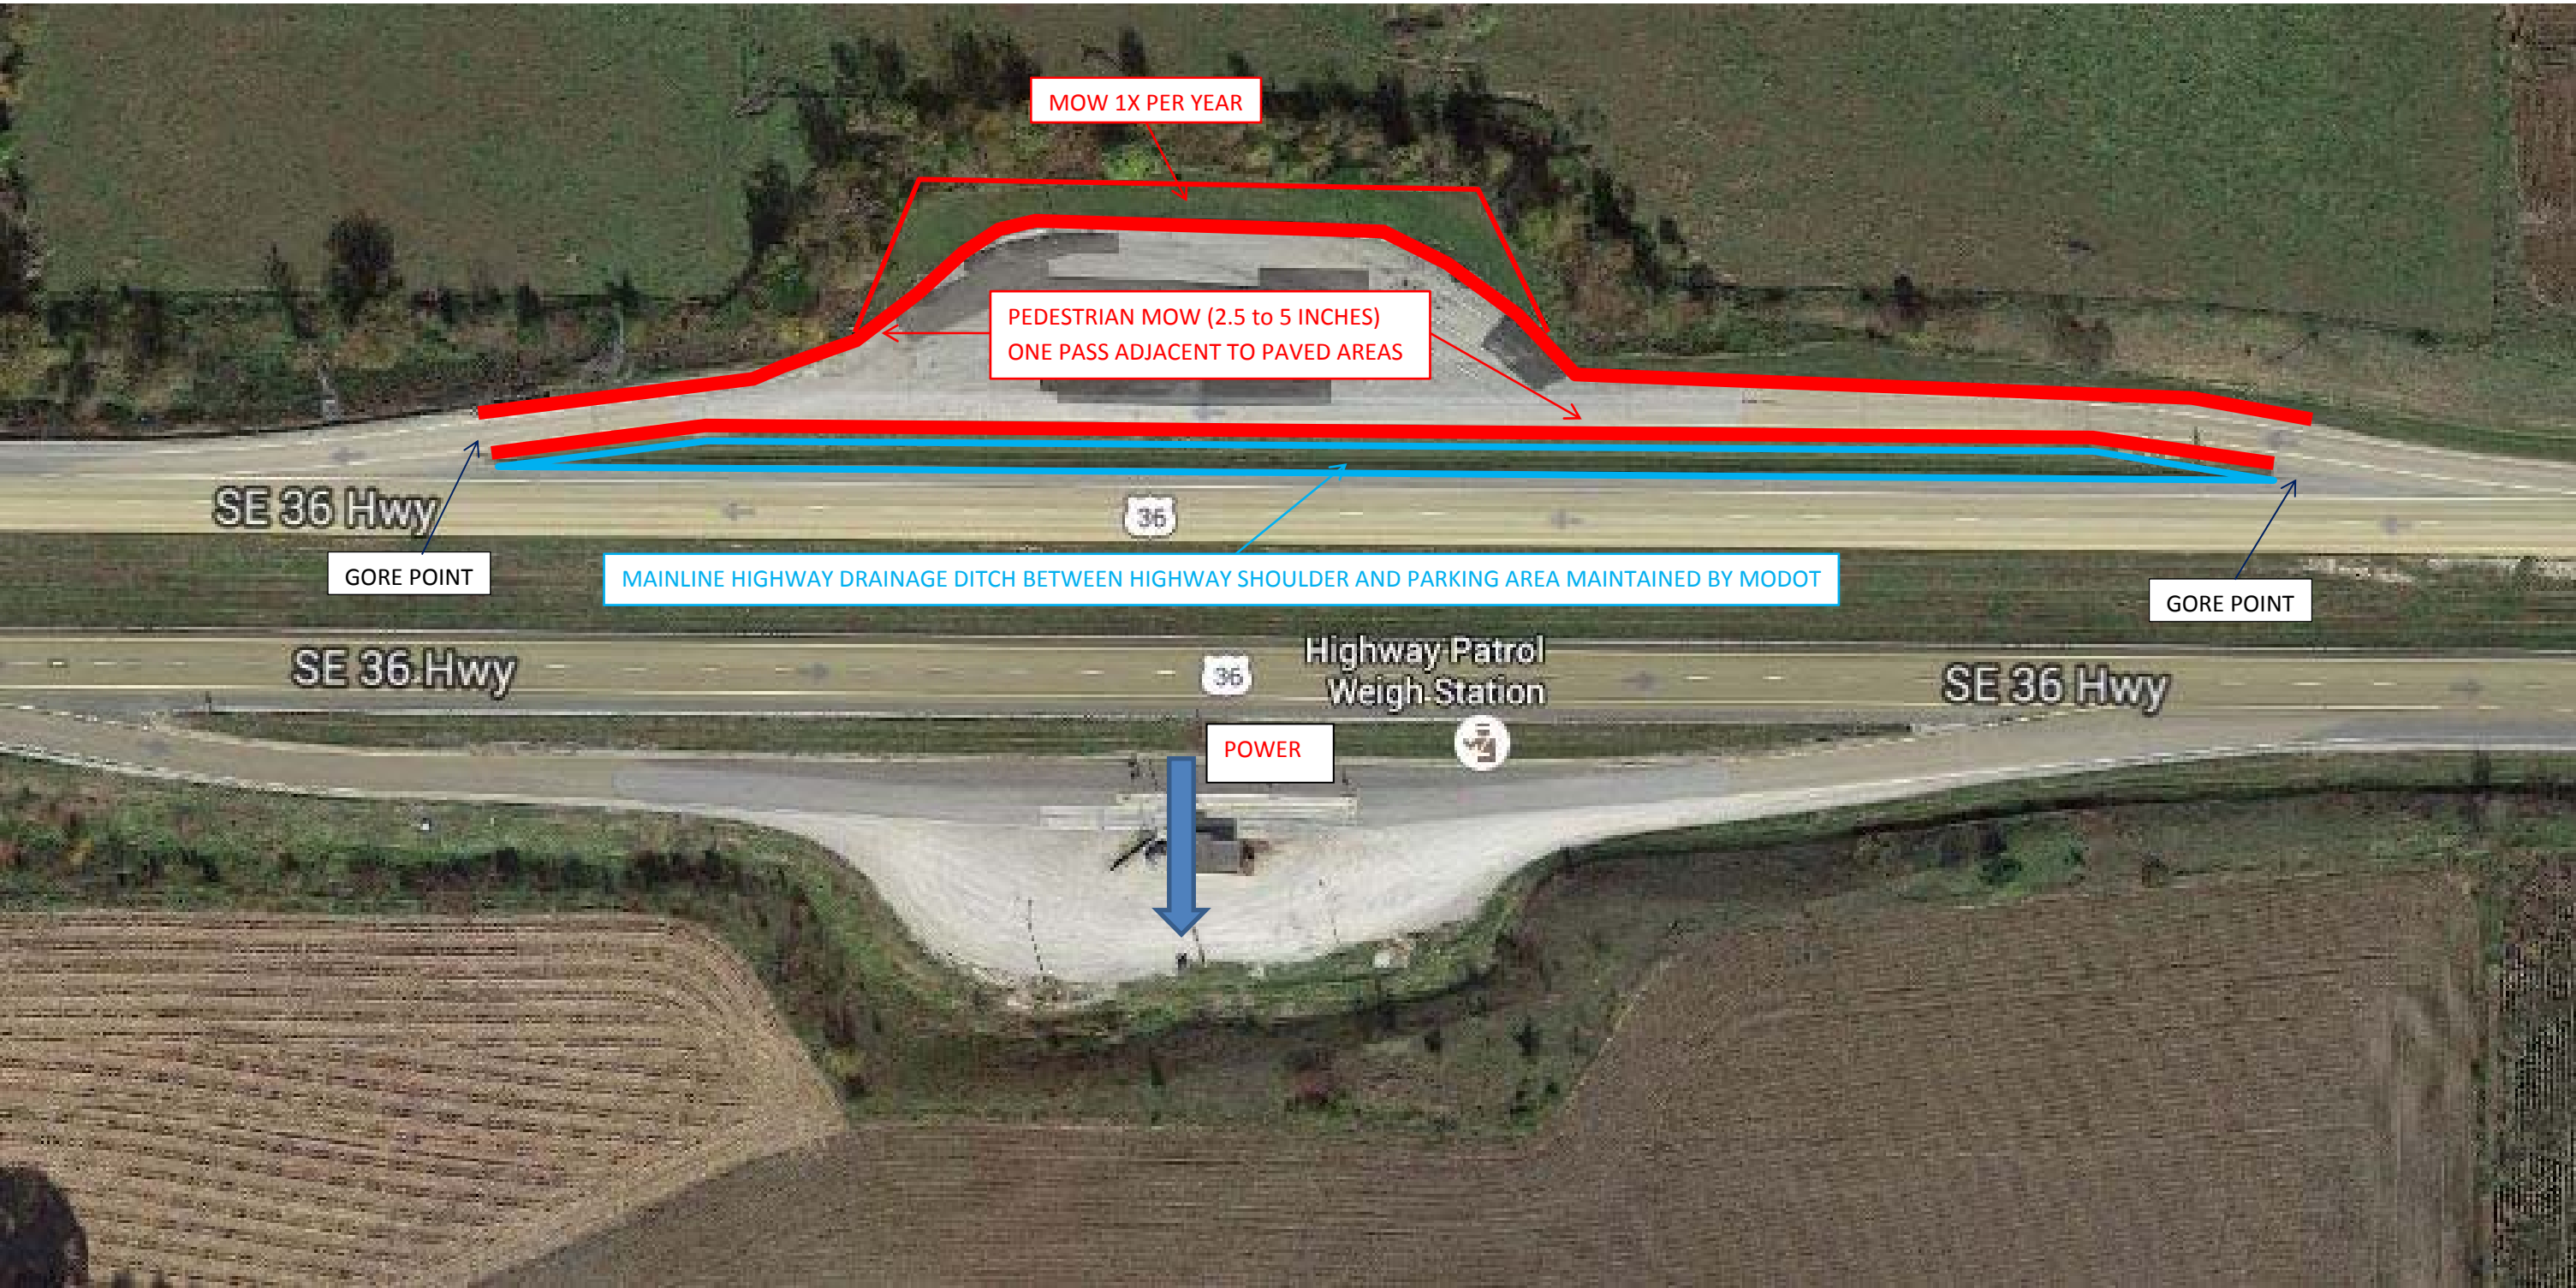 MOW 1X PER YEAR
PEDESTRIAN MOW (2.5 to 5 INCHES)
ONE PASS ADJACENT TO PAVED AREAS
SE 36 Hwy
36
GORE POINT
MAINLINE HIGHWAY DRAINAGE DITCH BETWEEN HIGHWAY SHOULDER AND PARKING AREA MAINTAINED BY MODOT
GORE POINT
SE 36 Hwy
36
Highway Patrol
Weigh Station
SE 36 Hwy
POWER